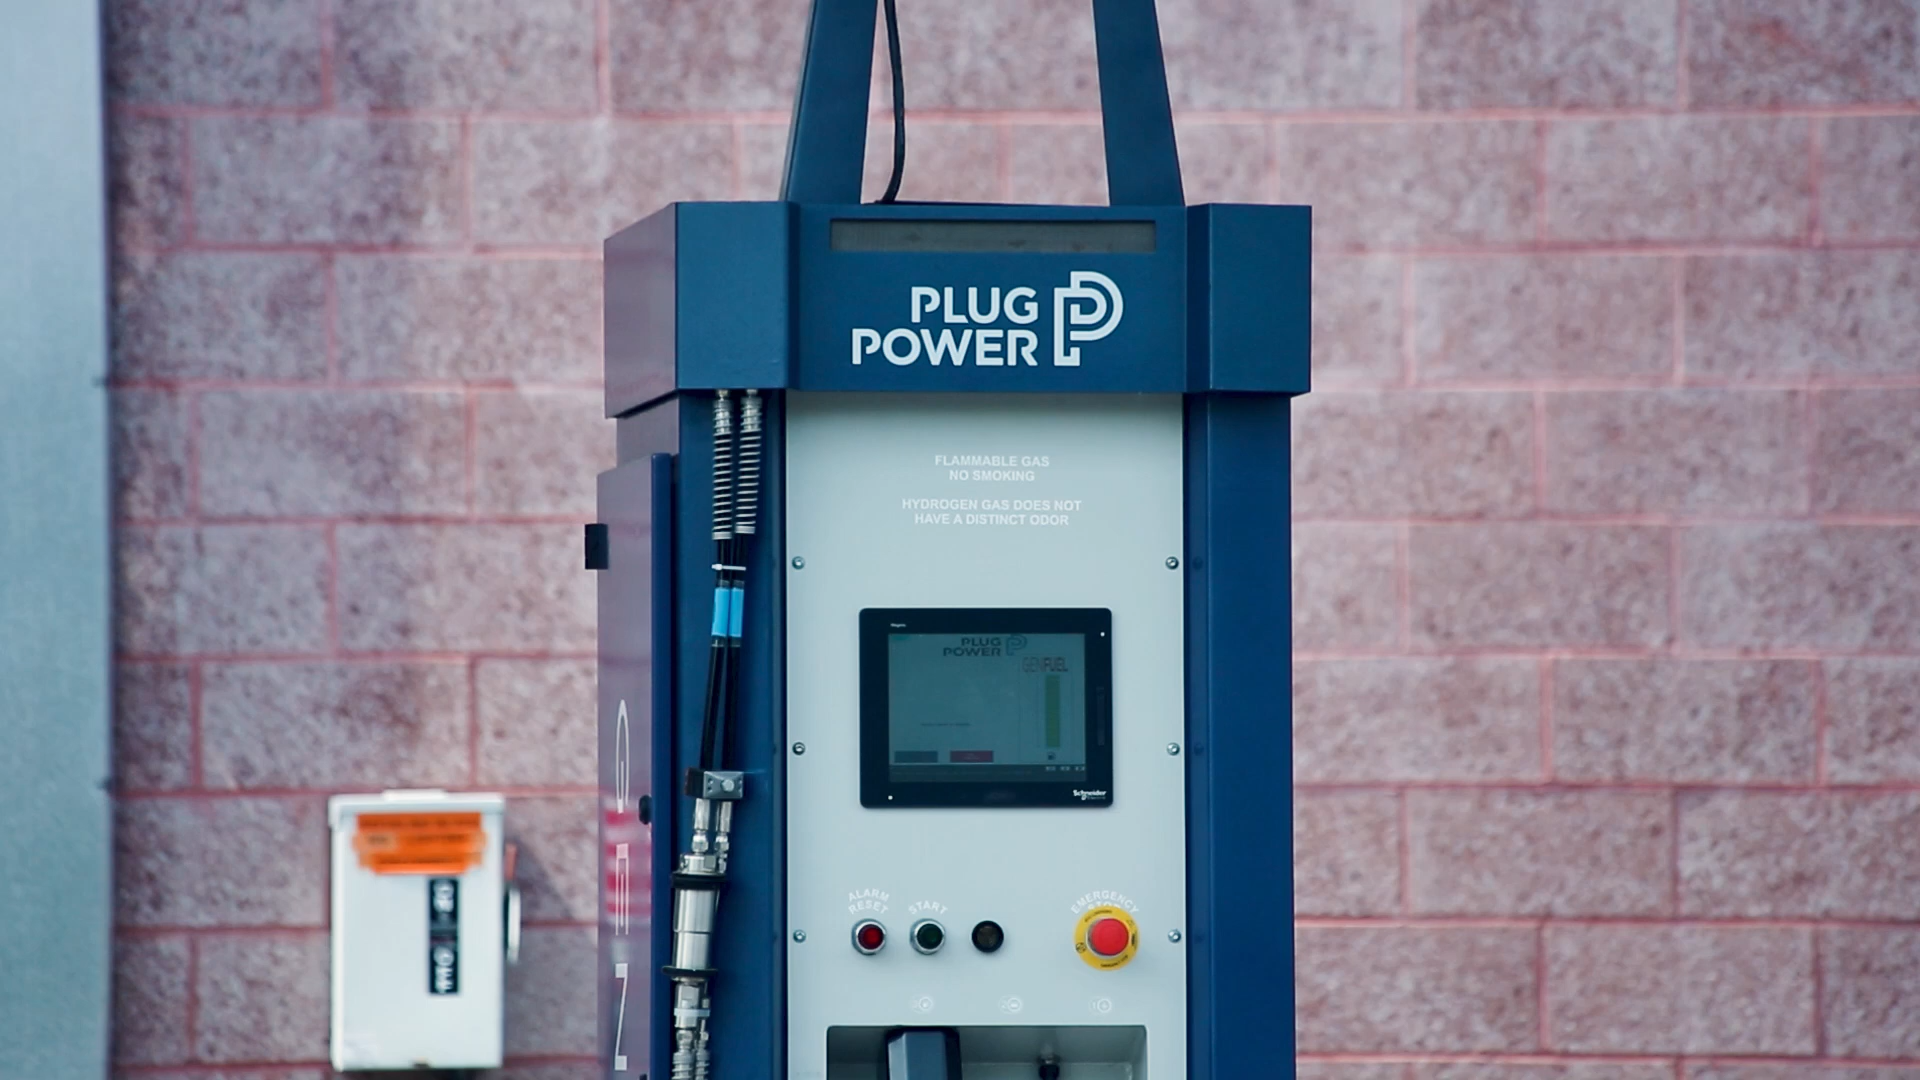 PLUG
POWER
FLAMMABLE GAS
NO SMOKING
HYDROGEN GAS DOES NOT
HAVE A DISTINCT ODOR
PLUG
POWER
GENFUEL
Schneider
ALARM
RESET
START
EMERGENCY
STOP